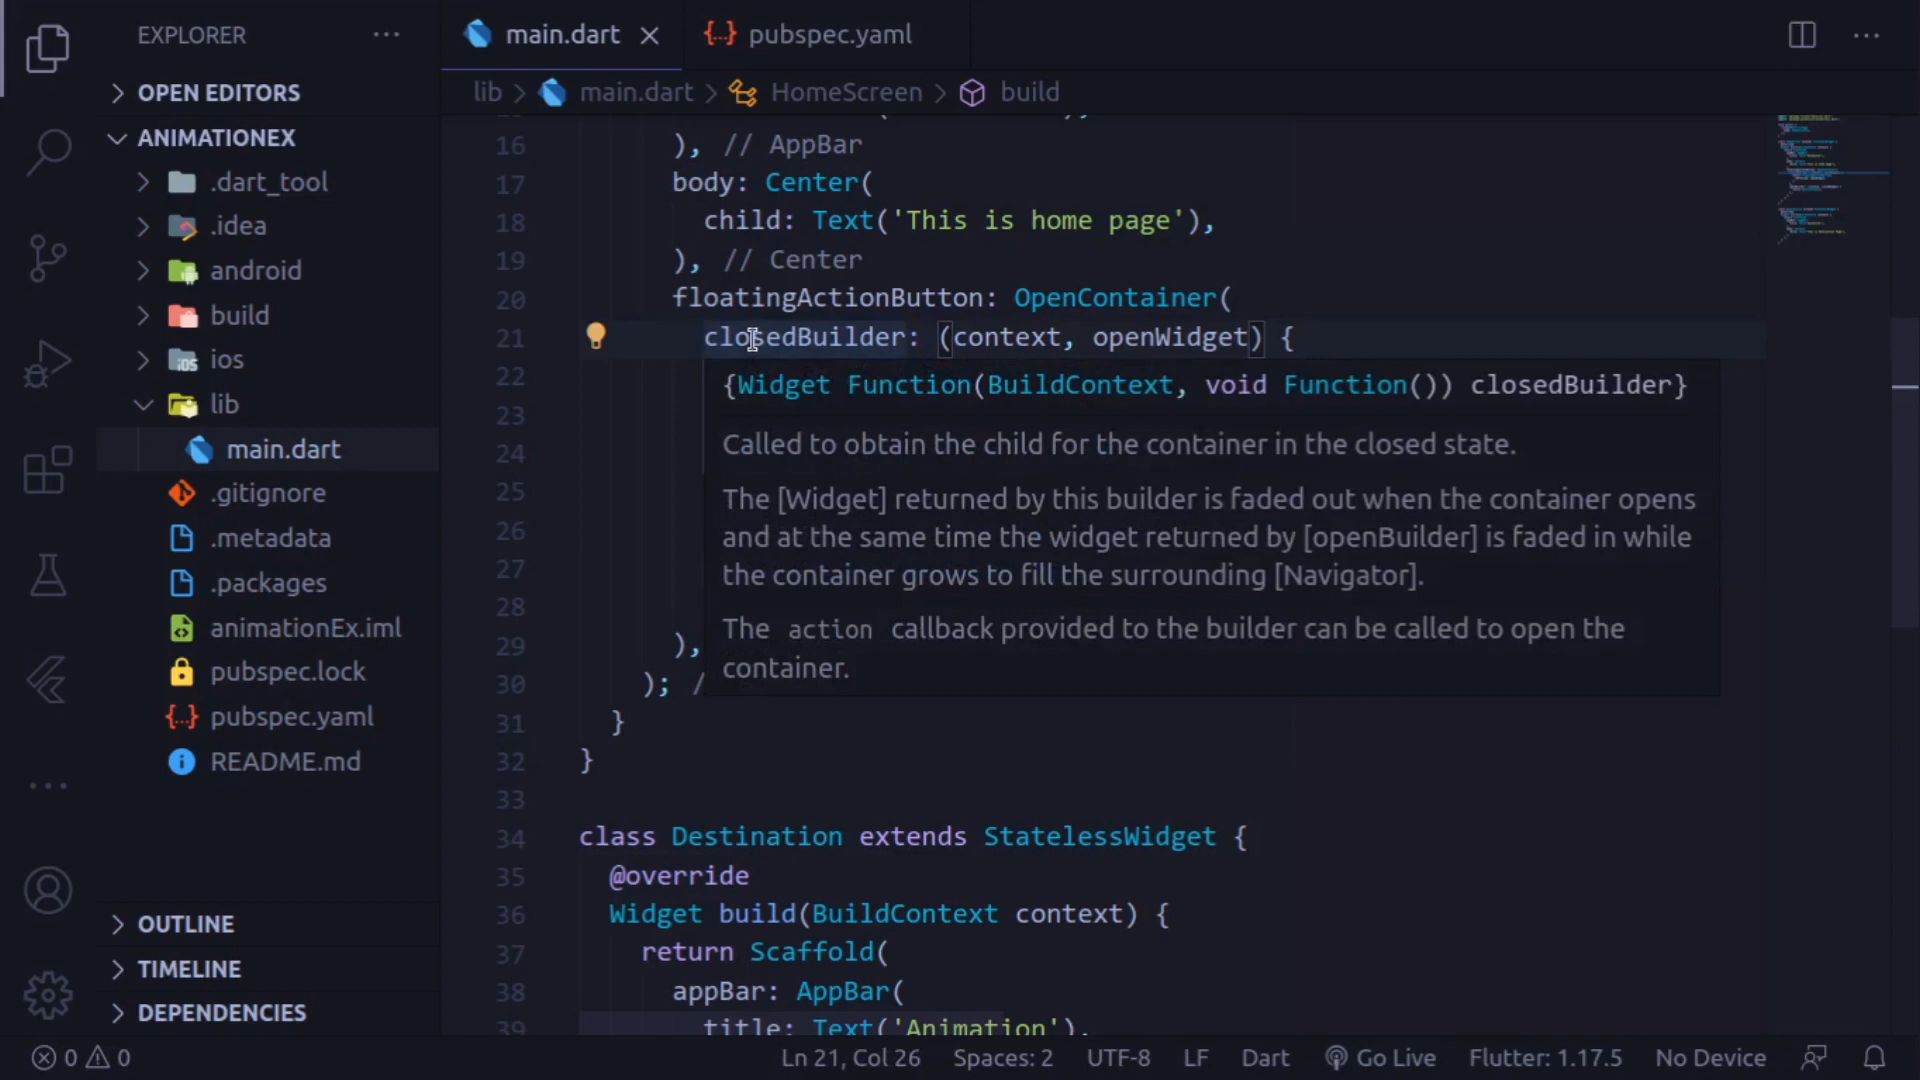 EXPLORER
OPEN EDITORS
ANIMATIONEX
.dart_tool
.idea
android
build
ios
lib
main.dart
.gitignore
.metadata
.packages
animationEx.iml
pubspec.lock
pubspec.yaml
README.md
OUTLINE
TIMELINE
DEPENDENCIES
main.dart
pubspec.yaml
lib > main.dart > HomeScreen > build
16 ), // AppBar
17 body: Center(
18 child: Text('This is home page'),
19 ), // Center
20 floatingActionButton: OpenContainer(
21 closedBuilder: (context, openWidget) {
22
23
24
25
26
27
28
29 ),
30 ); /
31 }
32 }
33
34 class Destination extends StatelessWidget {
35 @override
36 Widget build(BuildContext context) {
37 return Scaffold(
38 appBar: AppBar(
39 title: Text('Animation'),
{Widget Function(BuildContext, void Function()) closedBuilder}
Called to obtain the child for the container in the closed state.
The [Widget] returned by this builder is faded out when the container opens
and at the same time the widget returned by [openBuilder] is faded in while
the container grows to fill the surrounding [Navigator].
The action callback provided to the builder can be called to open the
container.
0 0
Ln 21, Col 26
Spaces: 2
UTF-8
LF
Dart
Go Live
Flutter: 1.17.5
No Device